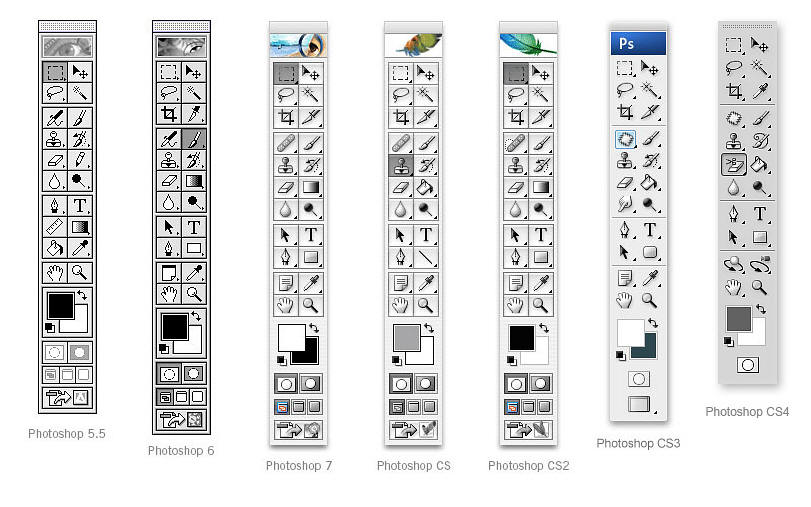 Ps
T
T
T
T
T
T
T
A
Photoshop 5.5
Photoshop 6
Photoshop 7
Photoshop CS
Photoshop CS2
Photoshop CS3
Photoshop CS4